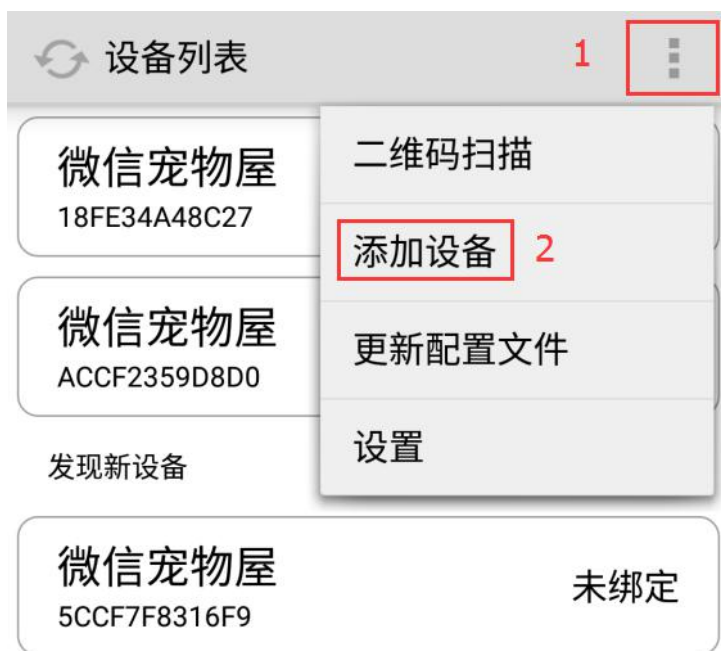 设备列表
1
微信宠物屋
18FE34A48C27
二维码扫描
添加设备
2
微信宠物屋
ACCF2359D8D0
更新配置文件
设置
发现新设备
微信宠物屋
5CCF7F8316F9
未绑定